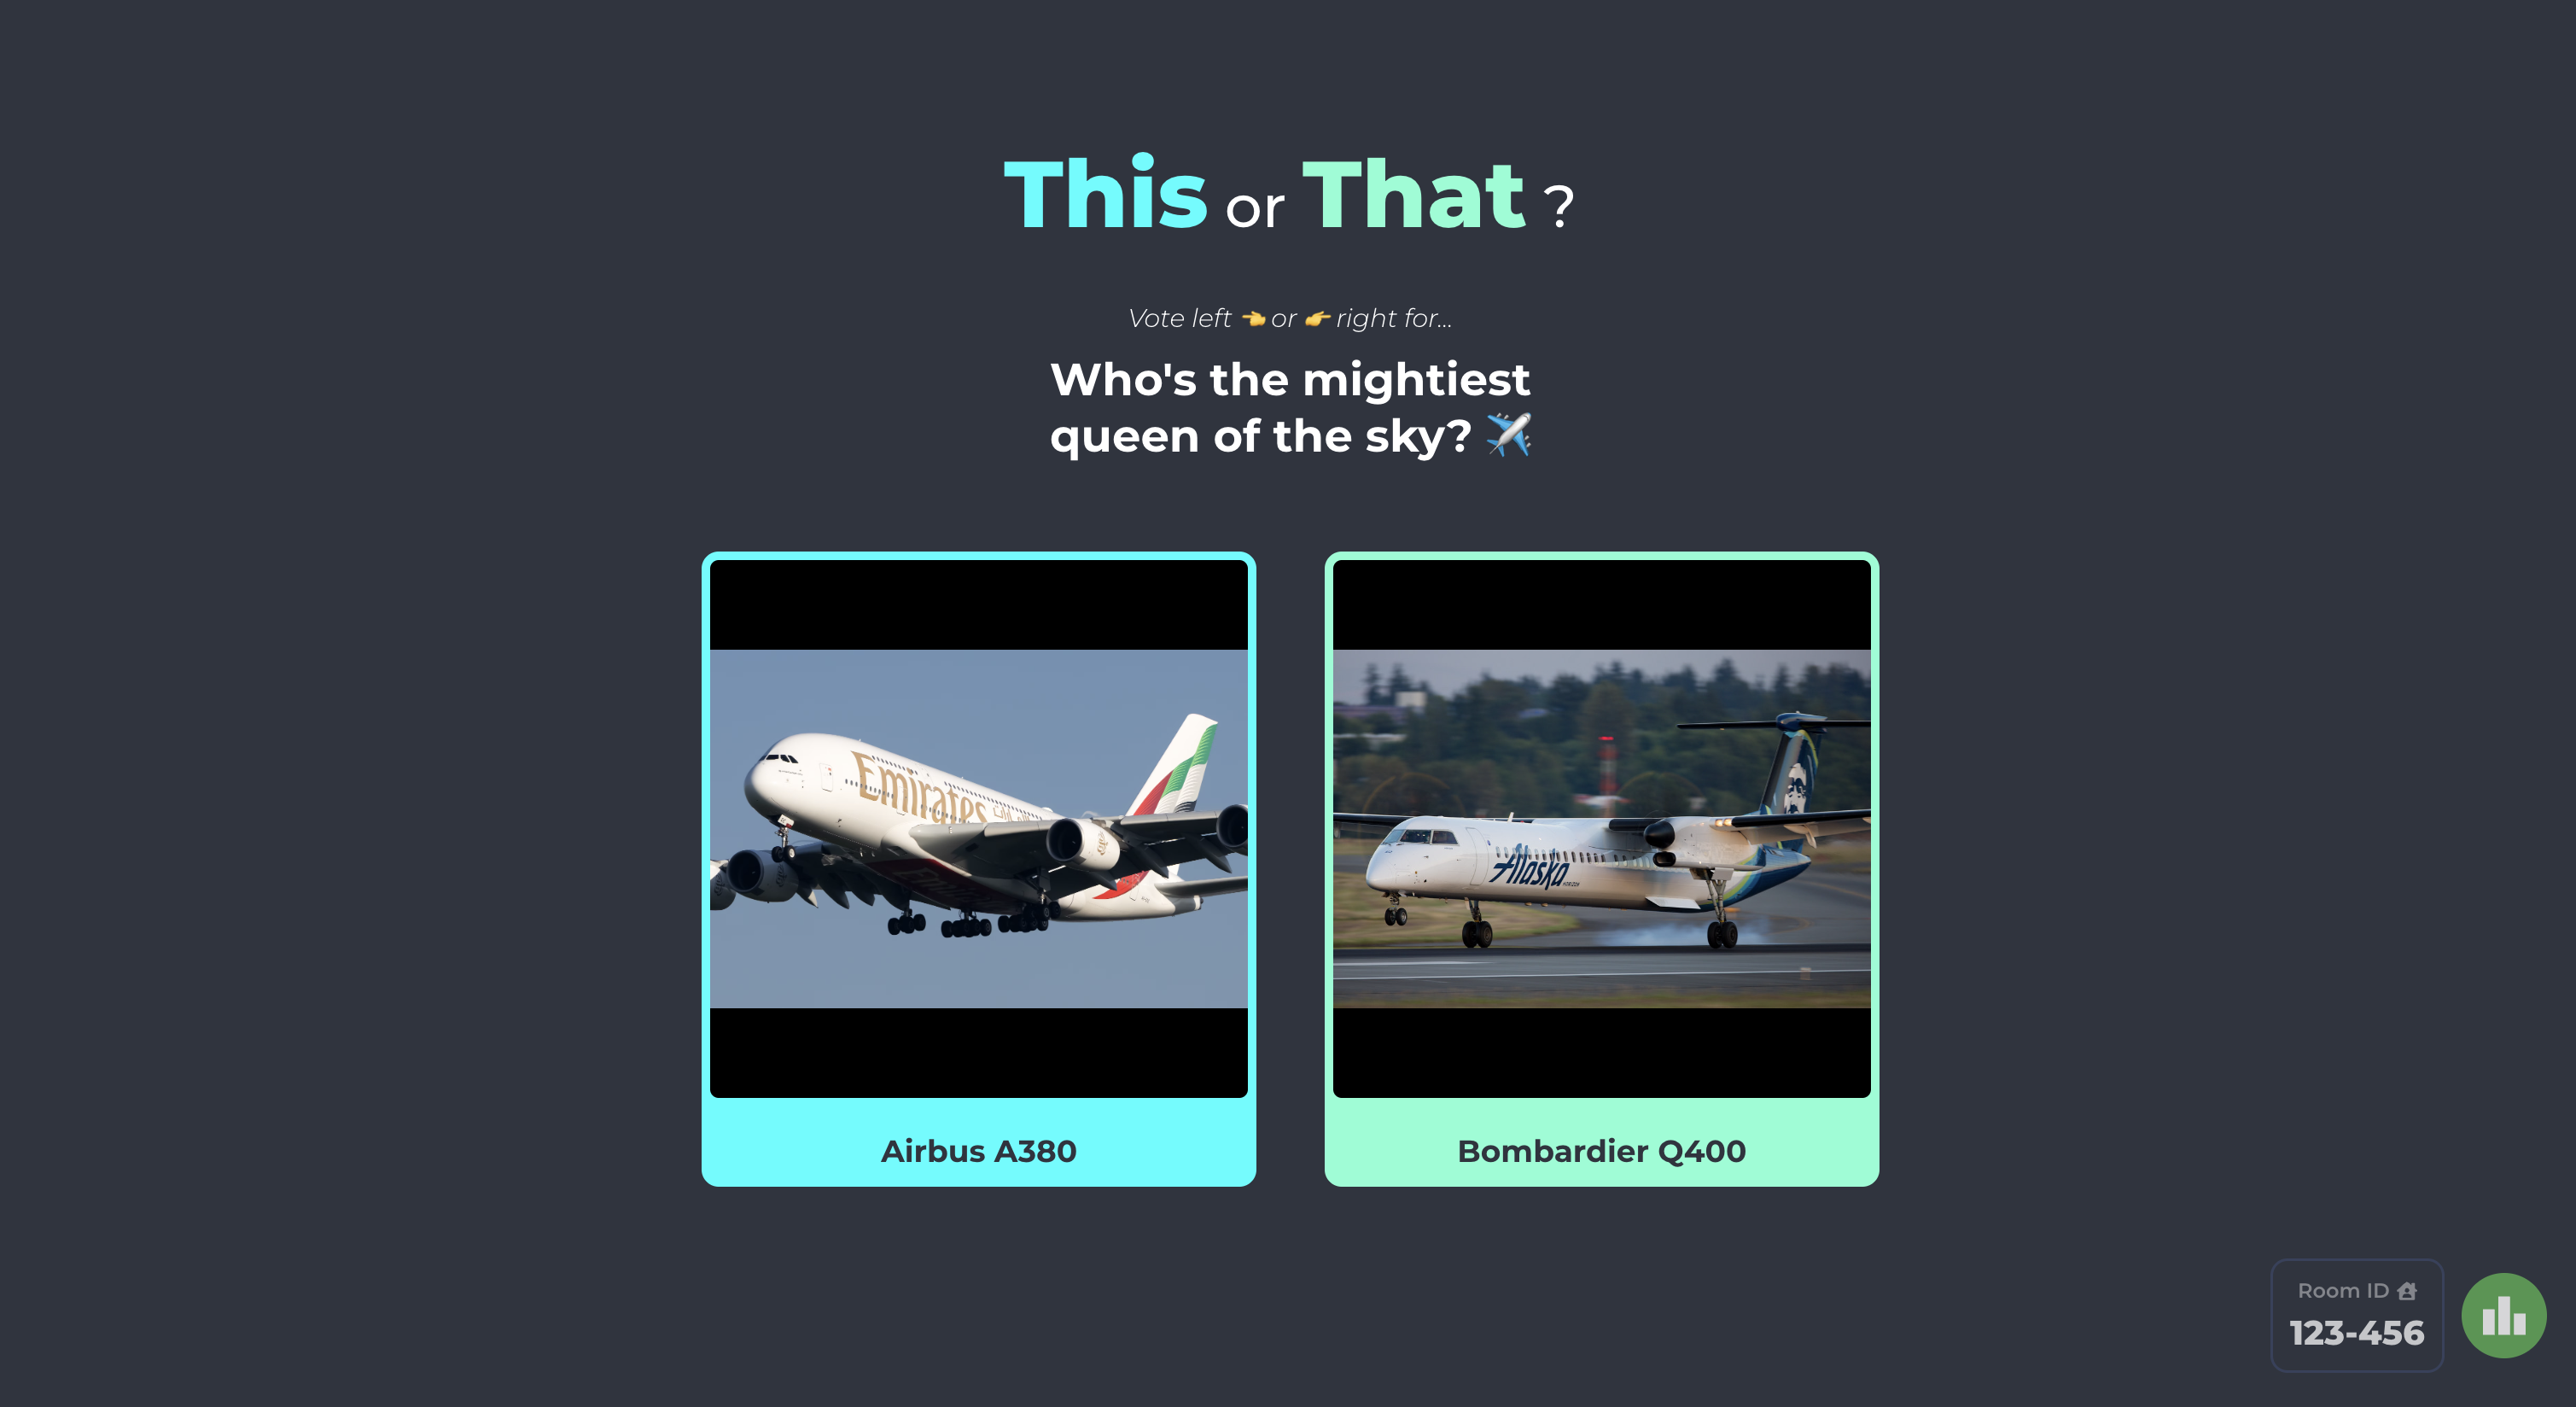 This or That ?
Vote left 👈 or 👉 right for...
Who's the mightiest
queen of the sky? ✈️
Emirates
Alaska
HORIZON
Airbus A380
Bombardier Q400
Room ID
123-456